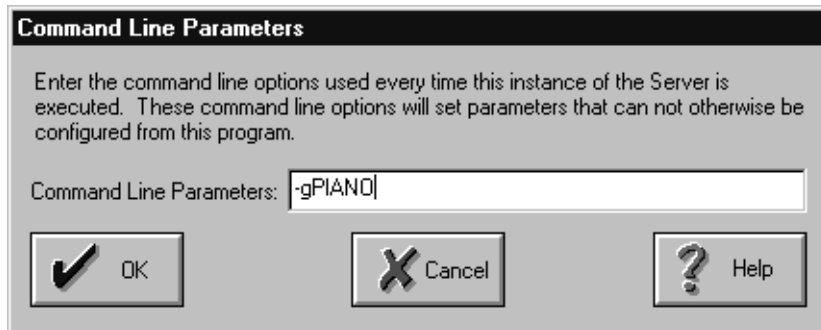 Command Line Parameters
Enter the command line options used every time this instance of the Server is
executed. These command line options will set parameters that can not otherwise be
configured from this program.
Command Line Parameters: -gPIANO
OK Cancel Help